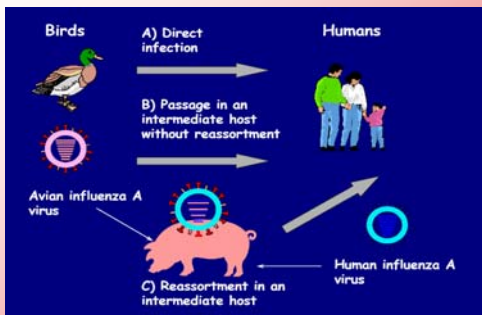 Birds
A) Direct
infection
Humans
B) Passage in an
intermediate host
without reassortment
Avian influenza A
virus
Human influenza A
virus
C) Reassortment in an
intermediate host